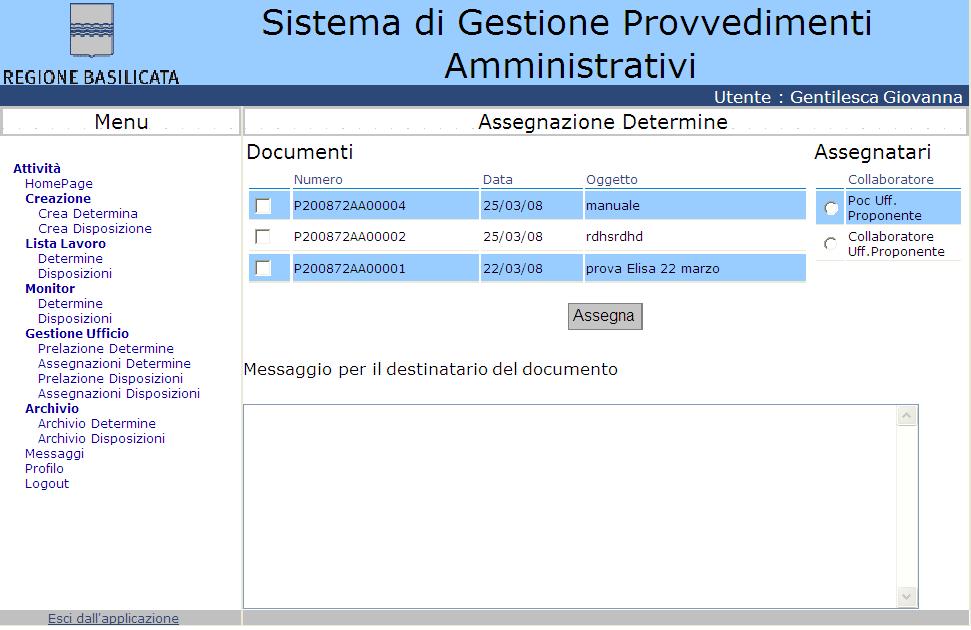 Sistema di Gestione Provvedimenti
Amministrativi
REGIONE BASILICATA
Utente : Gentilesca Giovanna
Menu
Attività
HomePage
Creazione
Crea Determina
Crea Disposizione
Lista Lavoro
Determine
Disposizioni
Monitor
Determine
Disposizioni
Gestione Ufficio
Prelazione Determine
Assegnazioni Determine
Prelazione Disposizioni
Assegnazioni Disposizioni
Archivio
Archivio Determine
Archivio Disposizioni
Messaggi
Profilo
Logout
Assegnazione Determine
Documenti
Numero Data Oggetto
P200872AA00004 25/03/08 manuale
P200872AA00002 25/03/08 rdhsrdhd
P200872AA00001 22/03/08 prova Elisa 22 marzo
Assegnatari
Collaboratore
Poc Uff.
Proponente
Collaboratore
Uff.Proponente
Assegna
Messaggio per il destinatario del documento
Esci dall'applicazione